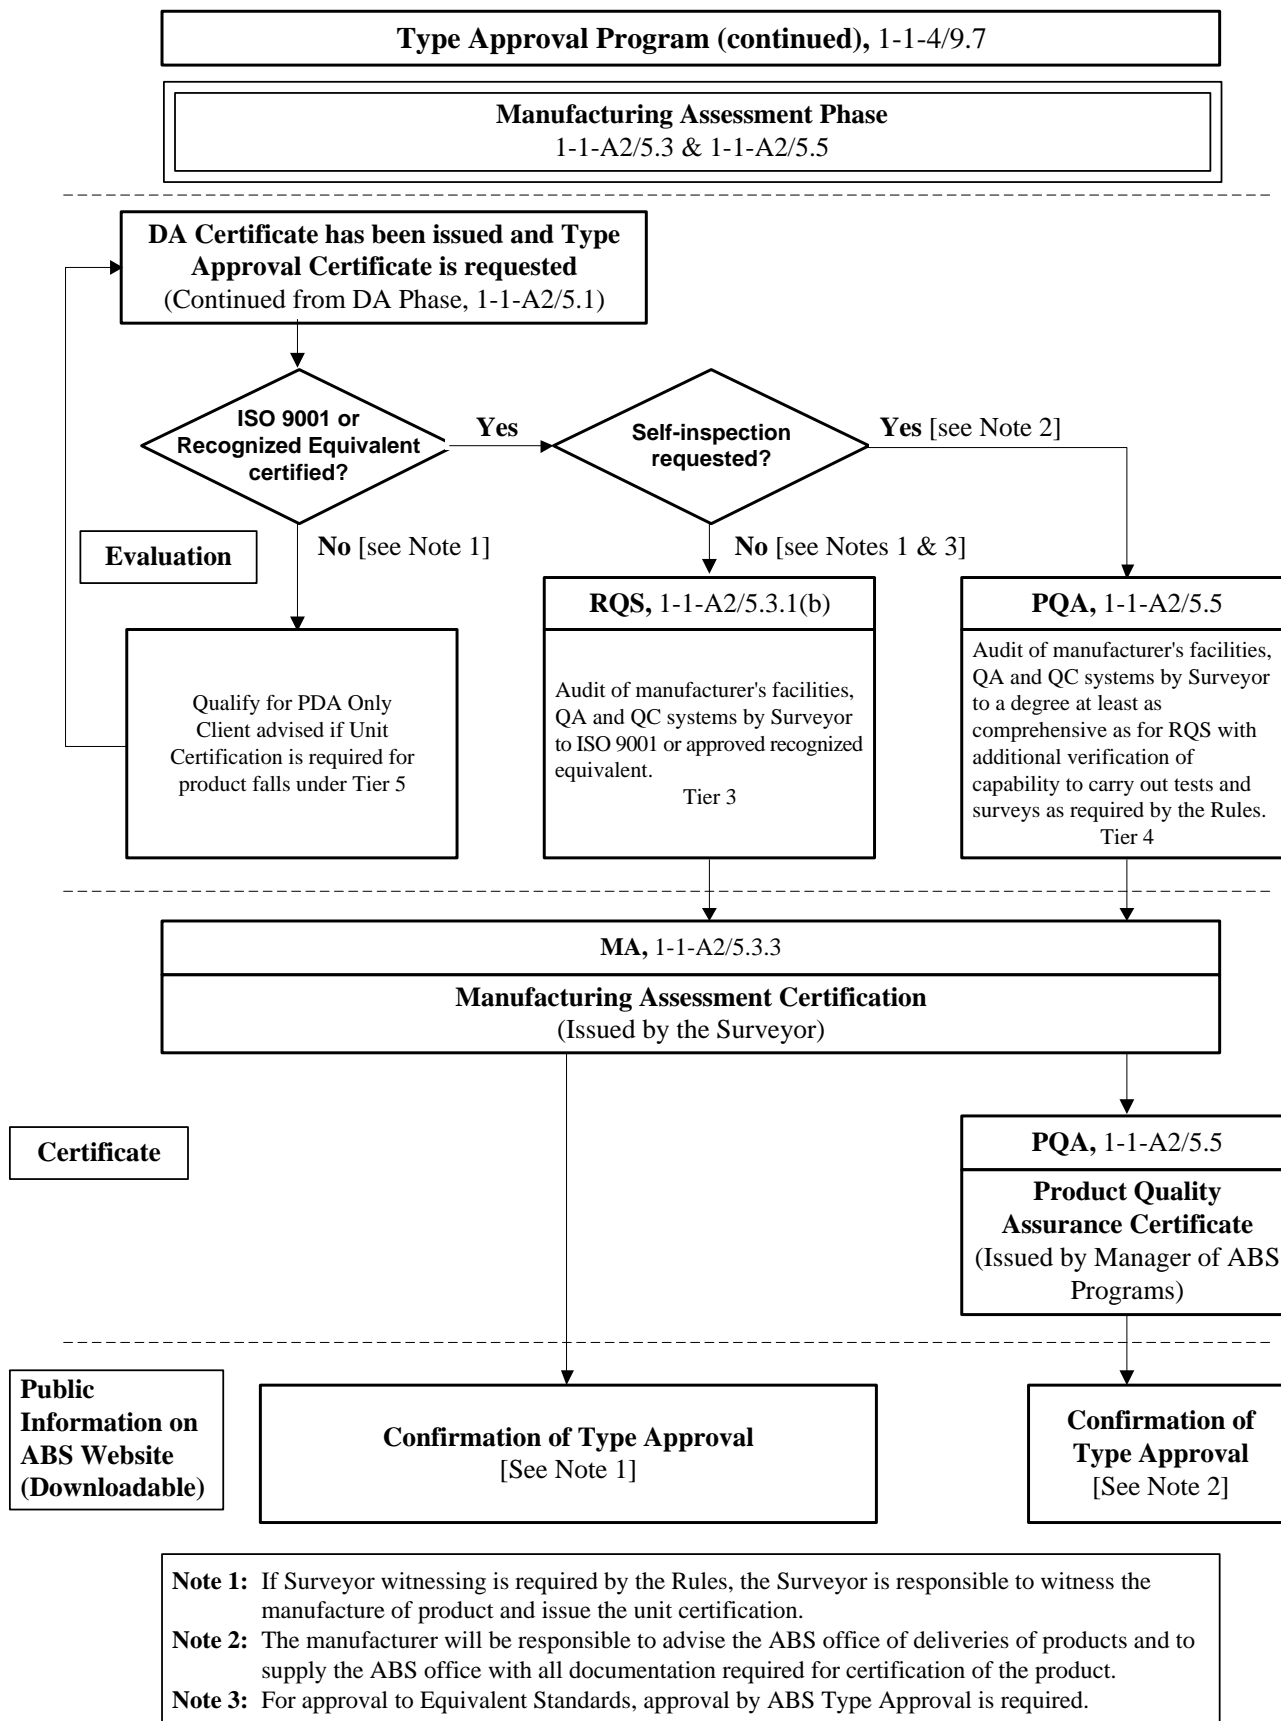 Type Approval Program (continued), 1-1-4/9.7
Manufacturing Assessment Phase
1-1-A2/5.3 & 1-1-A2/5.5
DA Certificate has been issued and Type
Approval Certificate is requested
(Continued from DA Phase, 1-1-A2/5.1)
ISO 9001 or
Recognized Equivalent
certified?
Yes
Self-inspection
requested?
Yes [see Note 2]
Evaluation
No [see Note 1]
No [see Notes 1 & 3]
Qualify for PDA Only
Client advised if Unit
Certification is required for
product falls under Tier 5
RQS, 1-1-A2/5.3.1(b)
Audit of manufacturer's facilities,
QA and QC systems by Surveyor
to ISO 9001 or approved recognized
equivalent.
Tier 3
PQA, 1-1-A2/5.5
Audit of manufacturer's facilities,
QA and QC systems by Surveyor
to a degree at least as
comprehensive as for RQS with
additional verification of
capability to carry out tests and
surveys as required by the Rules.
Tier 4
MA, 1-1-A2/5.3.3
Manufacturing Assessment Certification
(Issued by the Surveyor)
Certificate
PQA, 1-1-A2/5.5
Product Quality
Assurance Certificate
(Issued by Manager of ABS
Programs)
Public
Information on
ABS Website
(Downloadable)
Confirmation of Type Approval
[See Note 1]
Confirmation of
Type Approval
[See Note 2]
Note 1: If Surveyor witnessing is required by the Rules, the Surveyor is responsible to witness the
manufacture of product and issue the unit certification.
Note 2: The manufacturer will be responsible to advise the ABS office of deliveries of products and to
supply the ABS office with all documentation required for certification of the product.
Note 3: For approval to Equivalent Standards, approval by ABS Type Approval is required.